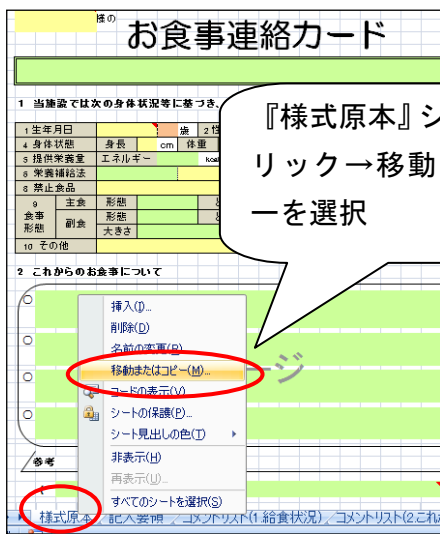 様の
お食事連絡カード
1 当施設では次の身体状況等に基づき、
1 生年月日 歳 2 性
4 身体状態 身長 cm 体重
5 提供栄養量 エネルギー kcal
6 栄養補給法
8 禁止食品
9 食事形態 主食 形態
副食 形態
大きさ
10 その他
2 これからのお食事について
『様式原本』シ
リック→移動
ーを選択
挿入(I)...
削除(D)
名前の変更(R)
移動またはコピー(M)...
コードの表示(V)
シートの保護(P)...
シート見出しの色(T)
非表示(H)
再表示(U)...
すべてのシートを選択(S)
ージ
参考
様式原本 記入要領 コメントリスト(1.給食状況) コメントリスト(2.これか